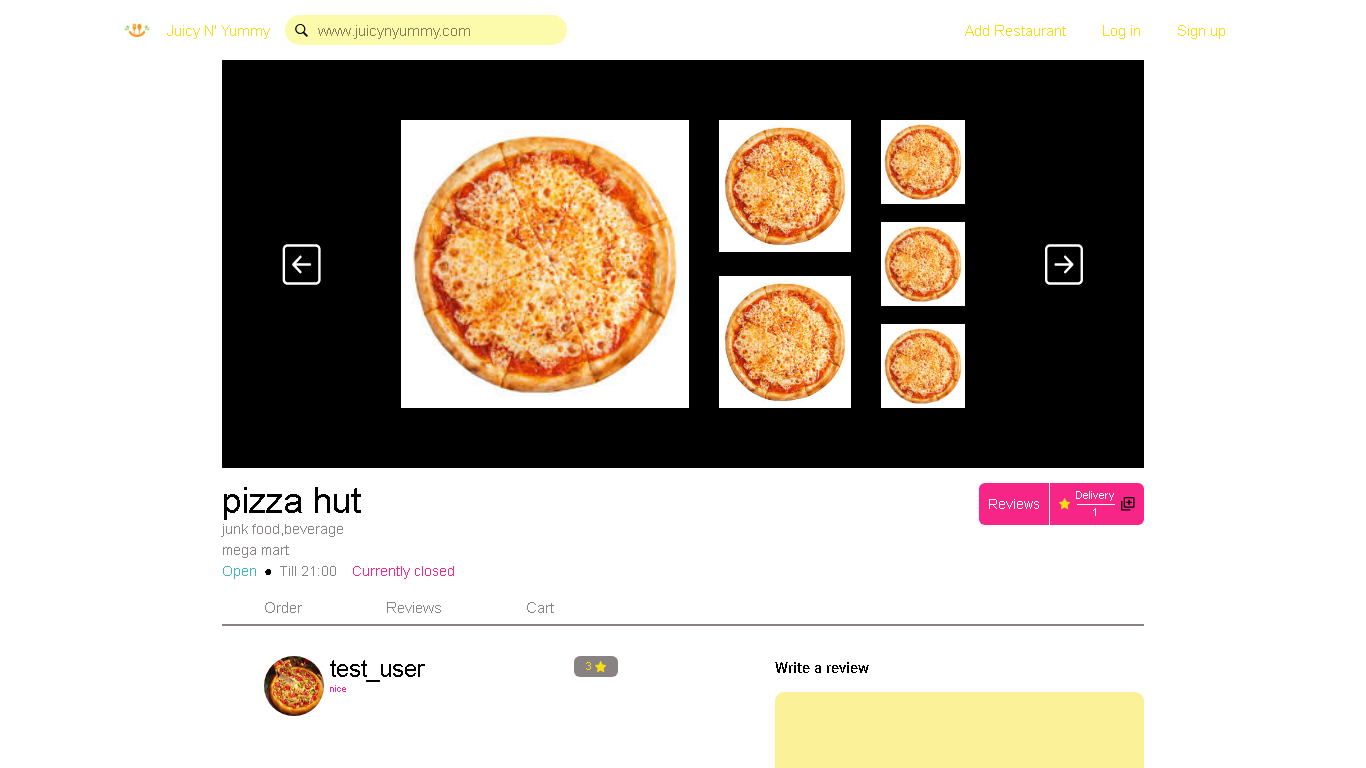 Juicy N' Yummy
www.juicynyummy.com
Add Restaurant
Log in
Sign up
pizza hut
junk food,beverage
mega mart
Open ● Till 21:00 Currently closed
Reviews
Delivery
1
Order
Reviews
Cart
test_user
nice
3
Write a review